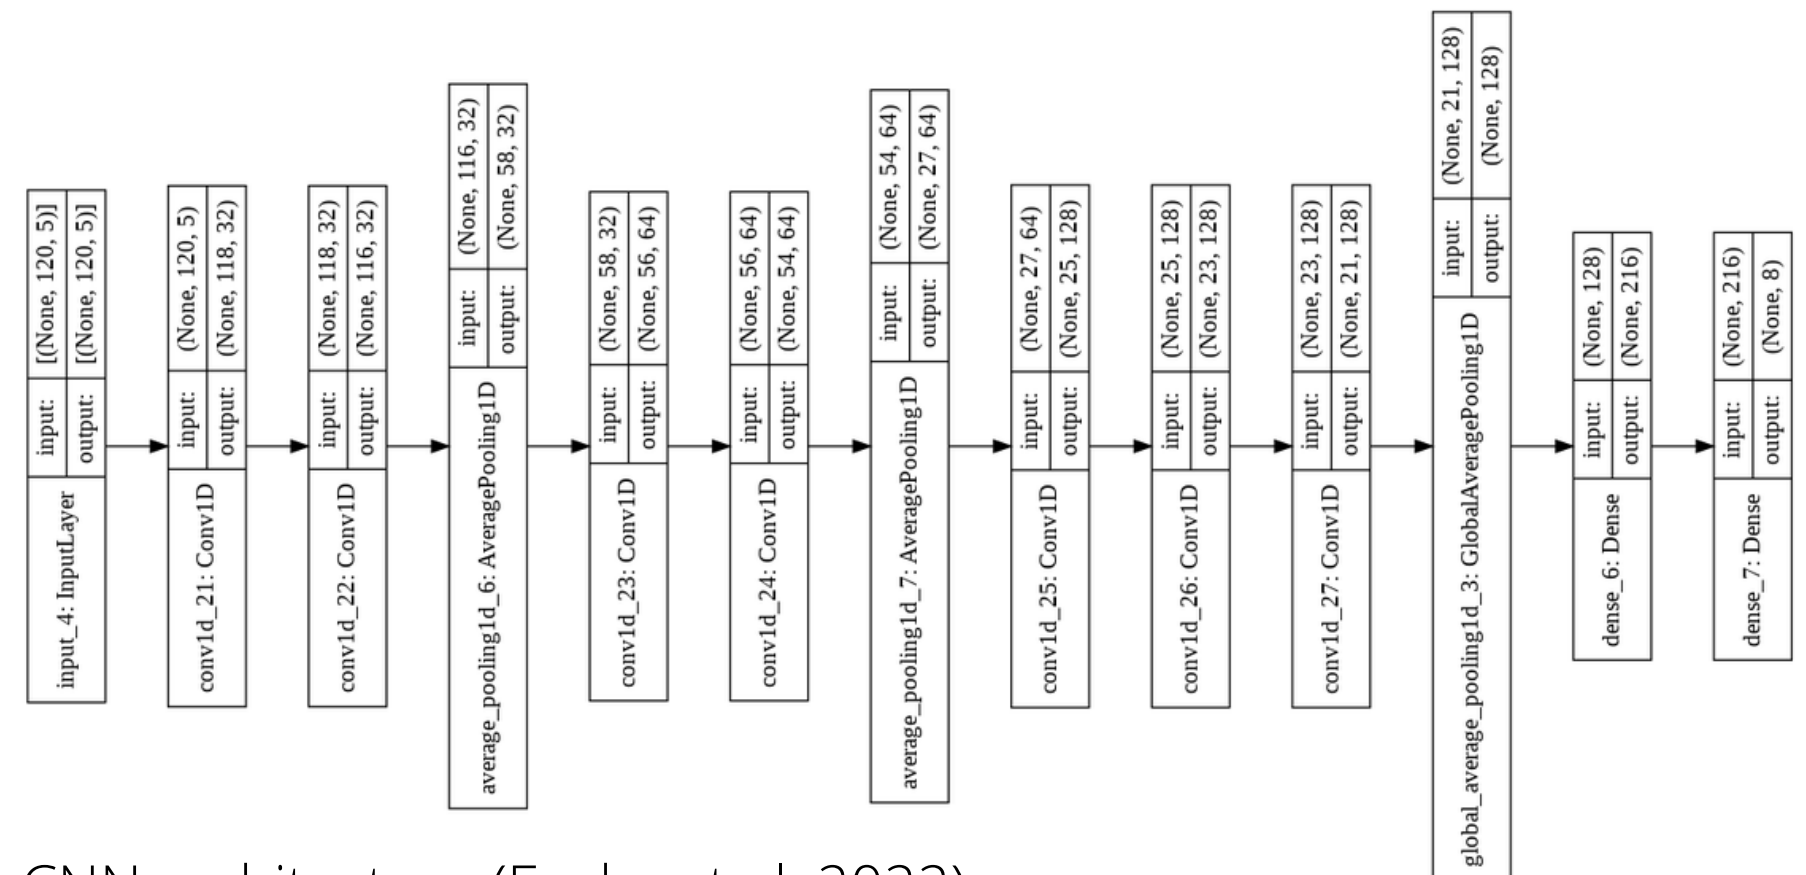 input_4: InputLayer
input: [(None, 120, 5)]
output: [(None, 120, 5)]
conv1d_21: Conv1D
input: (None, 120, 5)
output: (None, 118, 32)
conv1d_22: Conv1D
input: (None, 118, 32)
output: (None, 116, 32)
average_pooling1d_6: AveragePooling1D
input: (None, 116, 32)
output: (None, 58, 32)
conv1d_23: Conv1D
input: (None, 58, 32)
output: (None, 56, 64)
conv1d_24: Conv1D
input: (None, 56, 64)
output: (None, 54, 64)
average_pooling1d_7: AveragePooling1D
input: (None, 54, 64)
output: (None, 27, 64)
conv1d_25: Conv1D
input: (None, 27, 64)
output: (None, 25, 128)
conv1d_26: Conv1D
input: (None, 25, 128)
output: (None, 23, 128)
conv1d_27: Conv1D
input: (None, 23, 128)
output: (None, 21, 128)
global_average_pooling1d_3: GlobalAveragePooling1D
input: (None, 21, 128)
output: (None, 128)
dense_6: Dense
input: (None, 128)
output: (None, 216)
dense_7: Dense
input: (None, 216)
output: (None, 8)
CNN